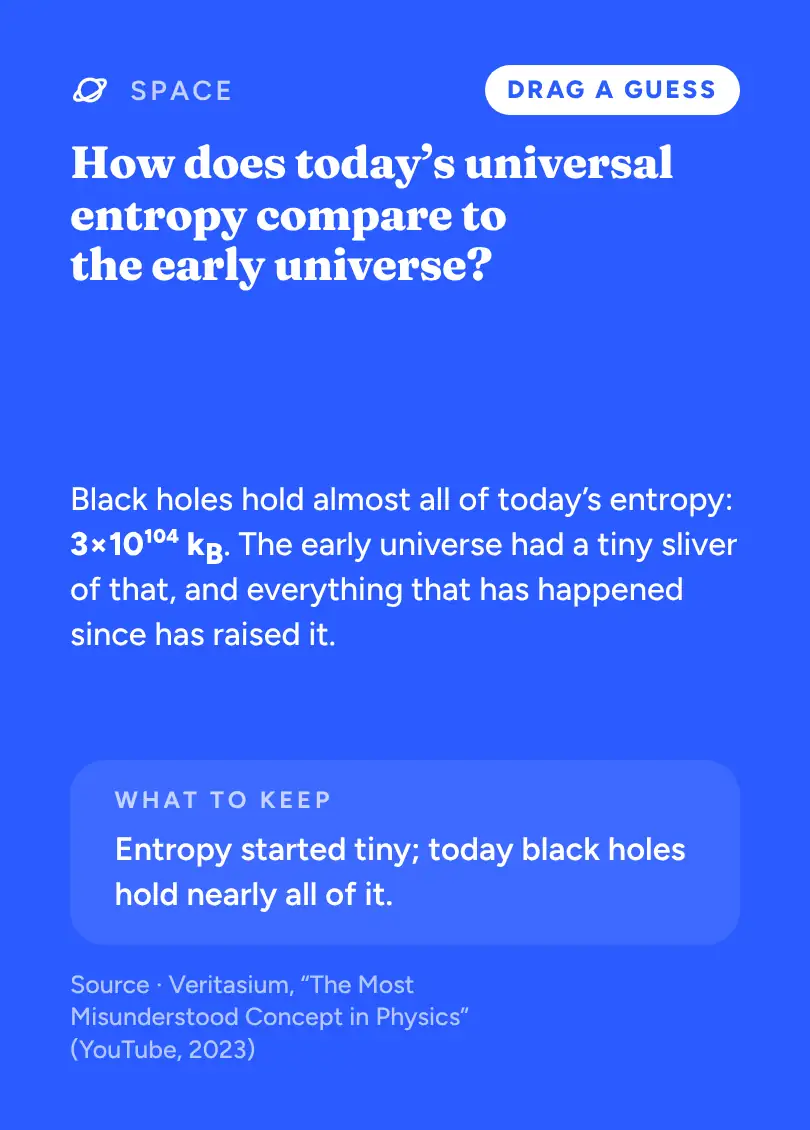 SPACE
DRAG A GUESS
How does today’s universal
entropy compare to
the early universe?
Black holes hold almost all of today’s entropy:
3×10¹⁰⁴ k_B. The early universe had a tiny sliver
of that, and everything that has happened
since has raised it.
WHAT TO KEEP
Entropy started tiny; today black holes
hold nearly all of it.
Source · Veritasium, “The Most
Misunderstood Concept in Physics”
(YouTube, 2023)